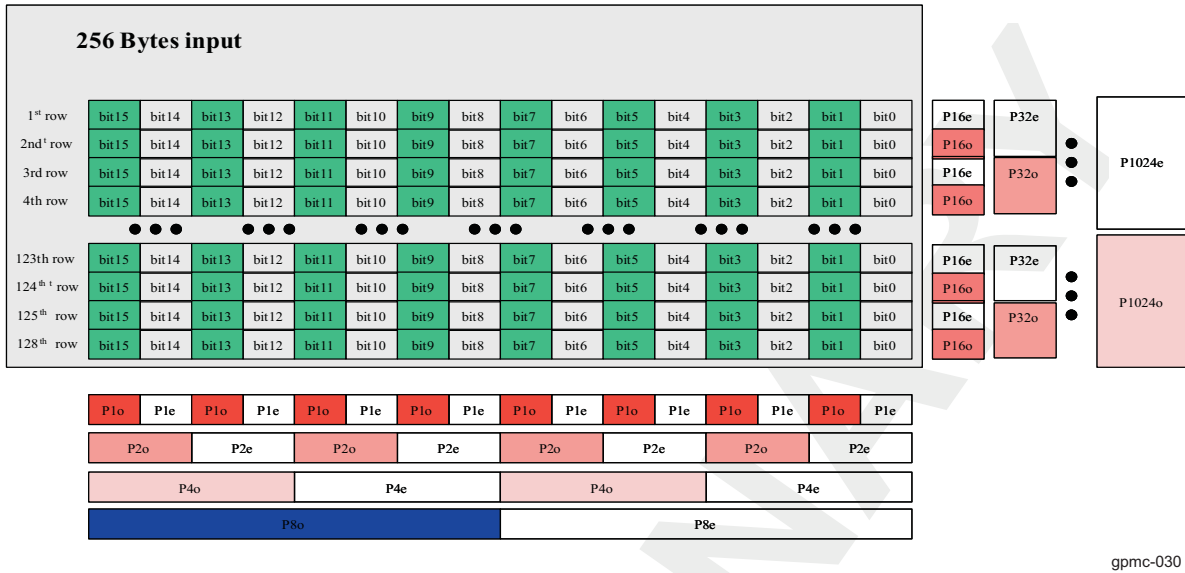 256 Bytes input
1st row bit15 bit14 bit13 bit12 bit11 bit10 bit9 bit8 bit7 bit6 bit5 bit4 bit3 bit2 bit1 bit0 P16e P32e P1024e
2ndt row bit15 bit14 bit13 bit12 bit11 bit10 bit9 bit8 bit7 bit6 bit5 bit4 bit3 bit2 bit1 bit0 P16o
3rd row bit15 bit14 bit13 bit12 bit11 bit10 bit9 bit8 bit7 bit6 bit5 bit4 bit3 bit2 bit1 bit0 P16e P32o
4th row bit15 bit14 bit13 bit12 bit11 bit10 bit9 bit8 bit7 bit6 bit5 bit4 bit3 bit2 bit1 bit0 P16o
123th row bit15 bit14 bit13 bit12 bit11 bit10 bit9 bit8 bit7 bit6 bit5 bit4 bit3 bit2 bit1 bit0 P16e P32e P1024o
124th t row bit15 bit14 bit13 bit12 bit11 bit10 bit9 bit8 bit7 bit6 bit5 bit4 bit3 bit2 bit1 bit0 P16o
125th row bit15 bit14 bit13 bit12 bit11 bit10 bit9 bit8 bit7 bit6 bit5 bit4 bit3 bit2 bit1 bit0 P16e P32o
128th row bit15 bit14 bit13 bit12 bit11 bit10 bit9 bit8 bit7 bit6 bit5 bit4 bit3 bit2 bit1 bit0 P16o
P1o P1e P1o P1e P1o P1e P1o P1e P1o P1e P1o P1e P1o P1e P1o P1e
P2o P2e P2o P2e P2o P2e P2o P2e
P4o P4e P4o P4e
P8o P8e
gpmc-030